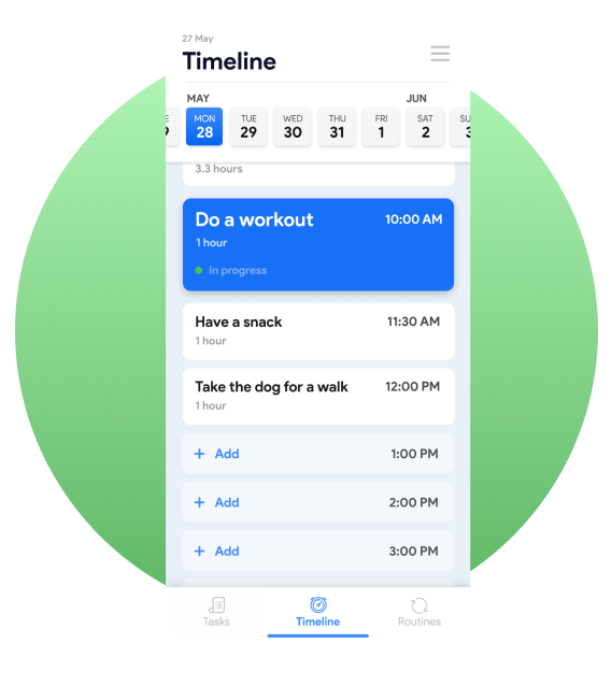 27 May
Timeline
MAY JUN
MON TUE WED THU FRI SAT
28 29 30 31 1 2
3.3 hours
Do a workout 10:00 AM
1 hour
In progress
Have a snack 11:30 AM
1 hour
Take the dog for a walk 12:00 PM
1 hour
+ Add 1:00 PM
+ Add 2:00 PM
+ Add 3:00 PM
Tasks Timeline Routines